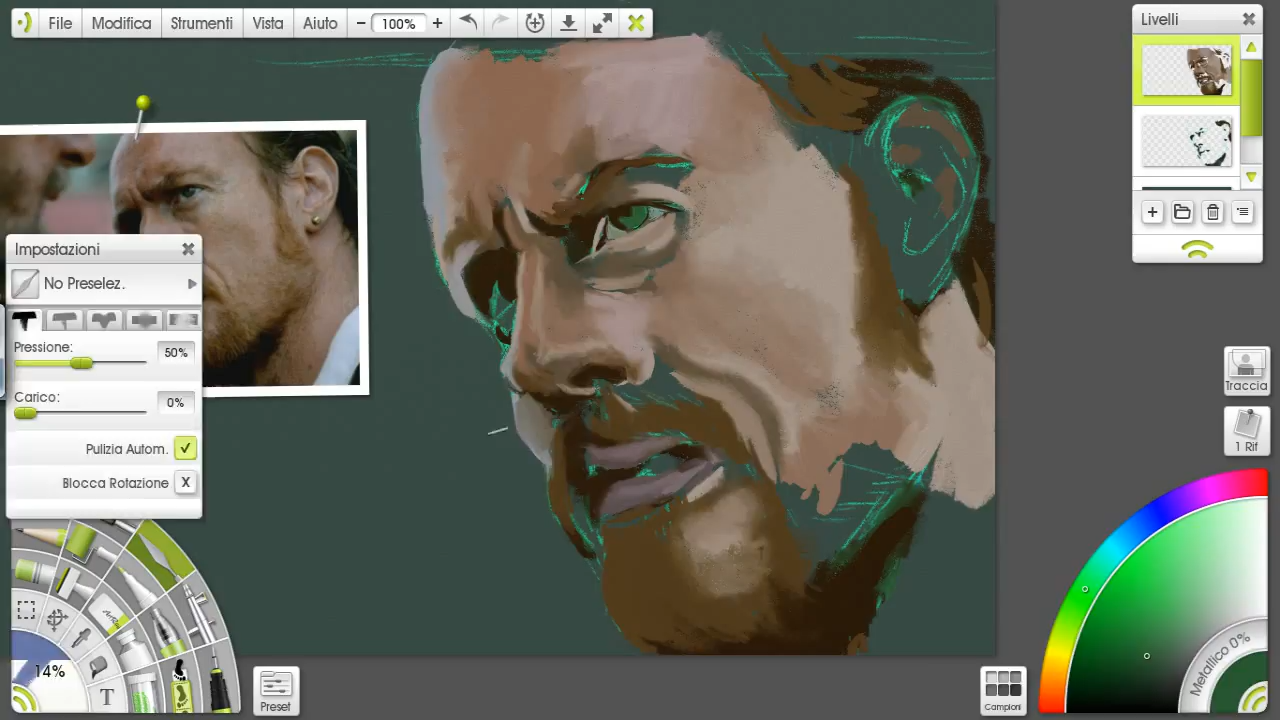 File Modifica Strumenti Vista Aiuto − 100% +
Livelli
Impostazioni
No Preselez.
Pressione:
50%
Carico:
0%
Pulizia Autom.
Blocca Rotazione X
Traccia
1 Rif
Metallico 0%
14%
T
Preset
Campioni